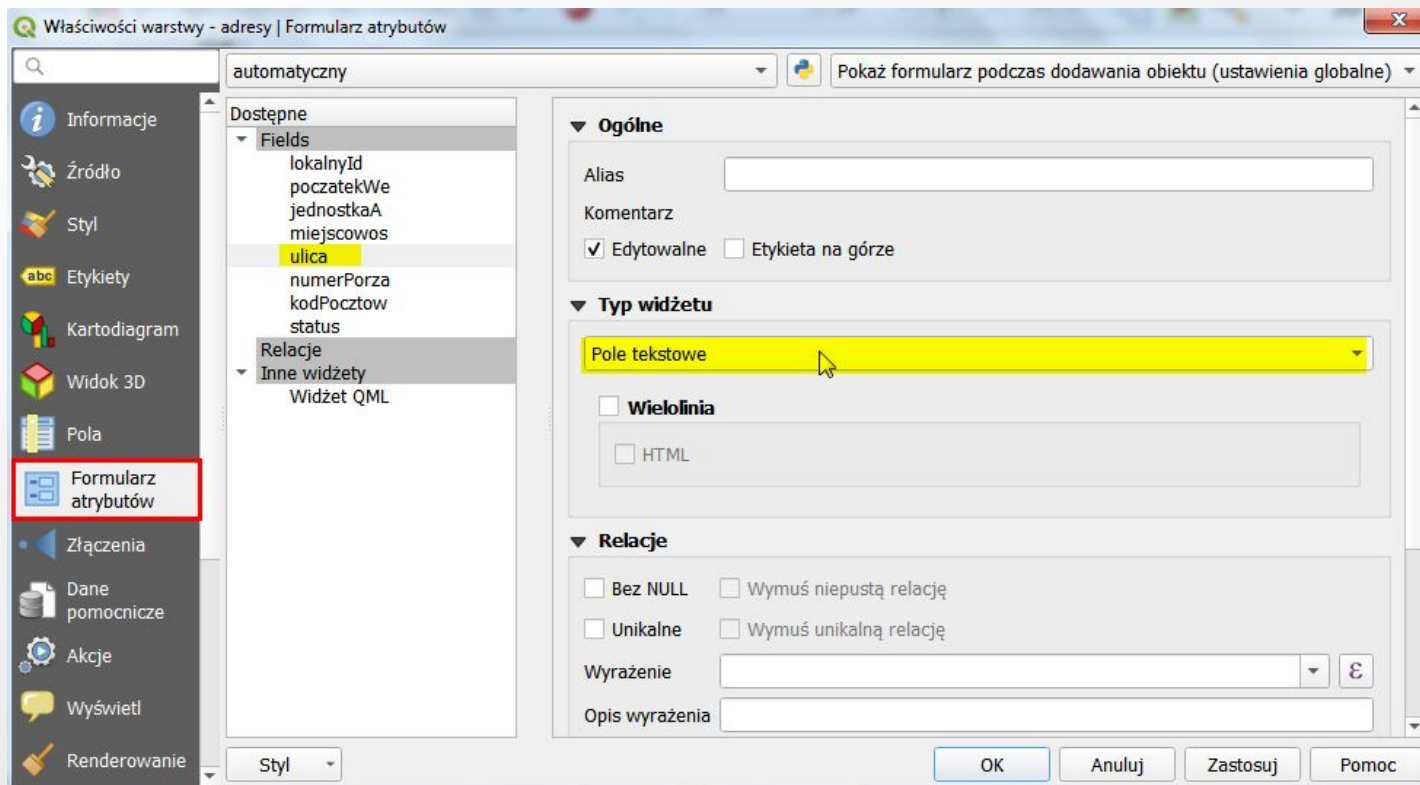 Właściwości warstwy - adresy | Formularz atrybutów
automatyczny
Pokaż formularz podczas dodawania obiektu (ustawienia globalne)
Informacje
Źródło
Styl
abc Etykiety
Kartodiagram
Widok 3D
Pola
Formularz
atrybutów
Złączenia
Dane
pomocnicze
Akcje
Wyświetl
Renderowanie
Dostępne
Fields
lokalnyId
poczatekWe
jednostkaA
miejscowos
ulica
numerPorza
kodPocztow
status
Relacje
Inne widżety
Widżet QML
Ogólne
Alias
Komentarz
Edytowalne Etykieta na górze
Typ widżetu
Pole tekstowe
Wielolinia
HTML
Relacje
Bez NULL Wymuś niepustą relację
Unikalne Wymuś unikalną relację
Wyrażenie ε
Opis wyrażenia
Styl
OK Anuluj Zastosuj Pomoc